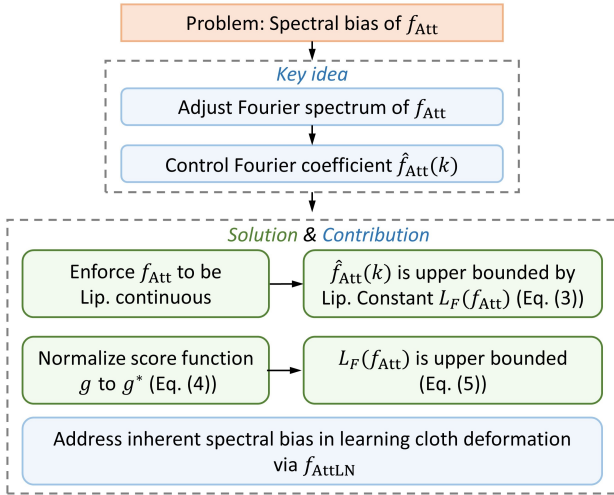 Problem: Spectral bias of f_Att
Key idea
Adjust Fourier spectrum of f_Att
Control Fourier coefficient f̂_Att(k)
Solution & Contribution
Enforce f_Att to be
Lip. continuous
f̂_Att(k) is upper bounded by
Lip. Constant L_F(f_Att) (Eq. (3))
Normalize score function
g to g* (Eq. (4))
L_F(f_Att) is upper bounded
(Eq. (5))
Address inherent spectral bias in learning cloth deformation
via f_AttLN